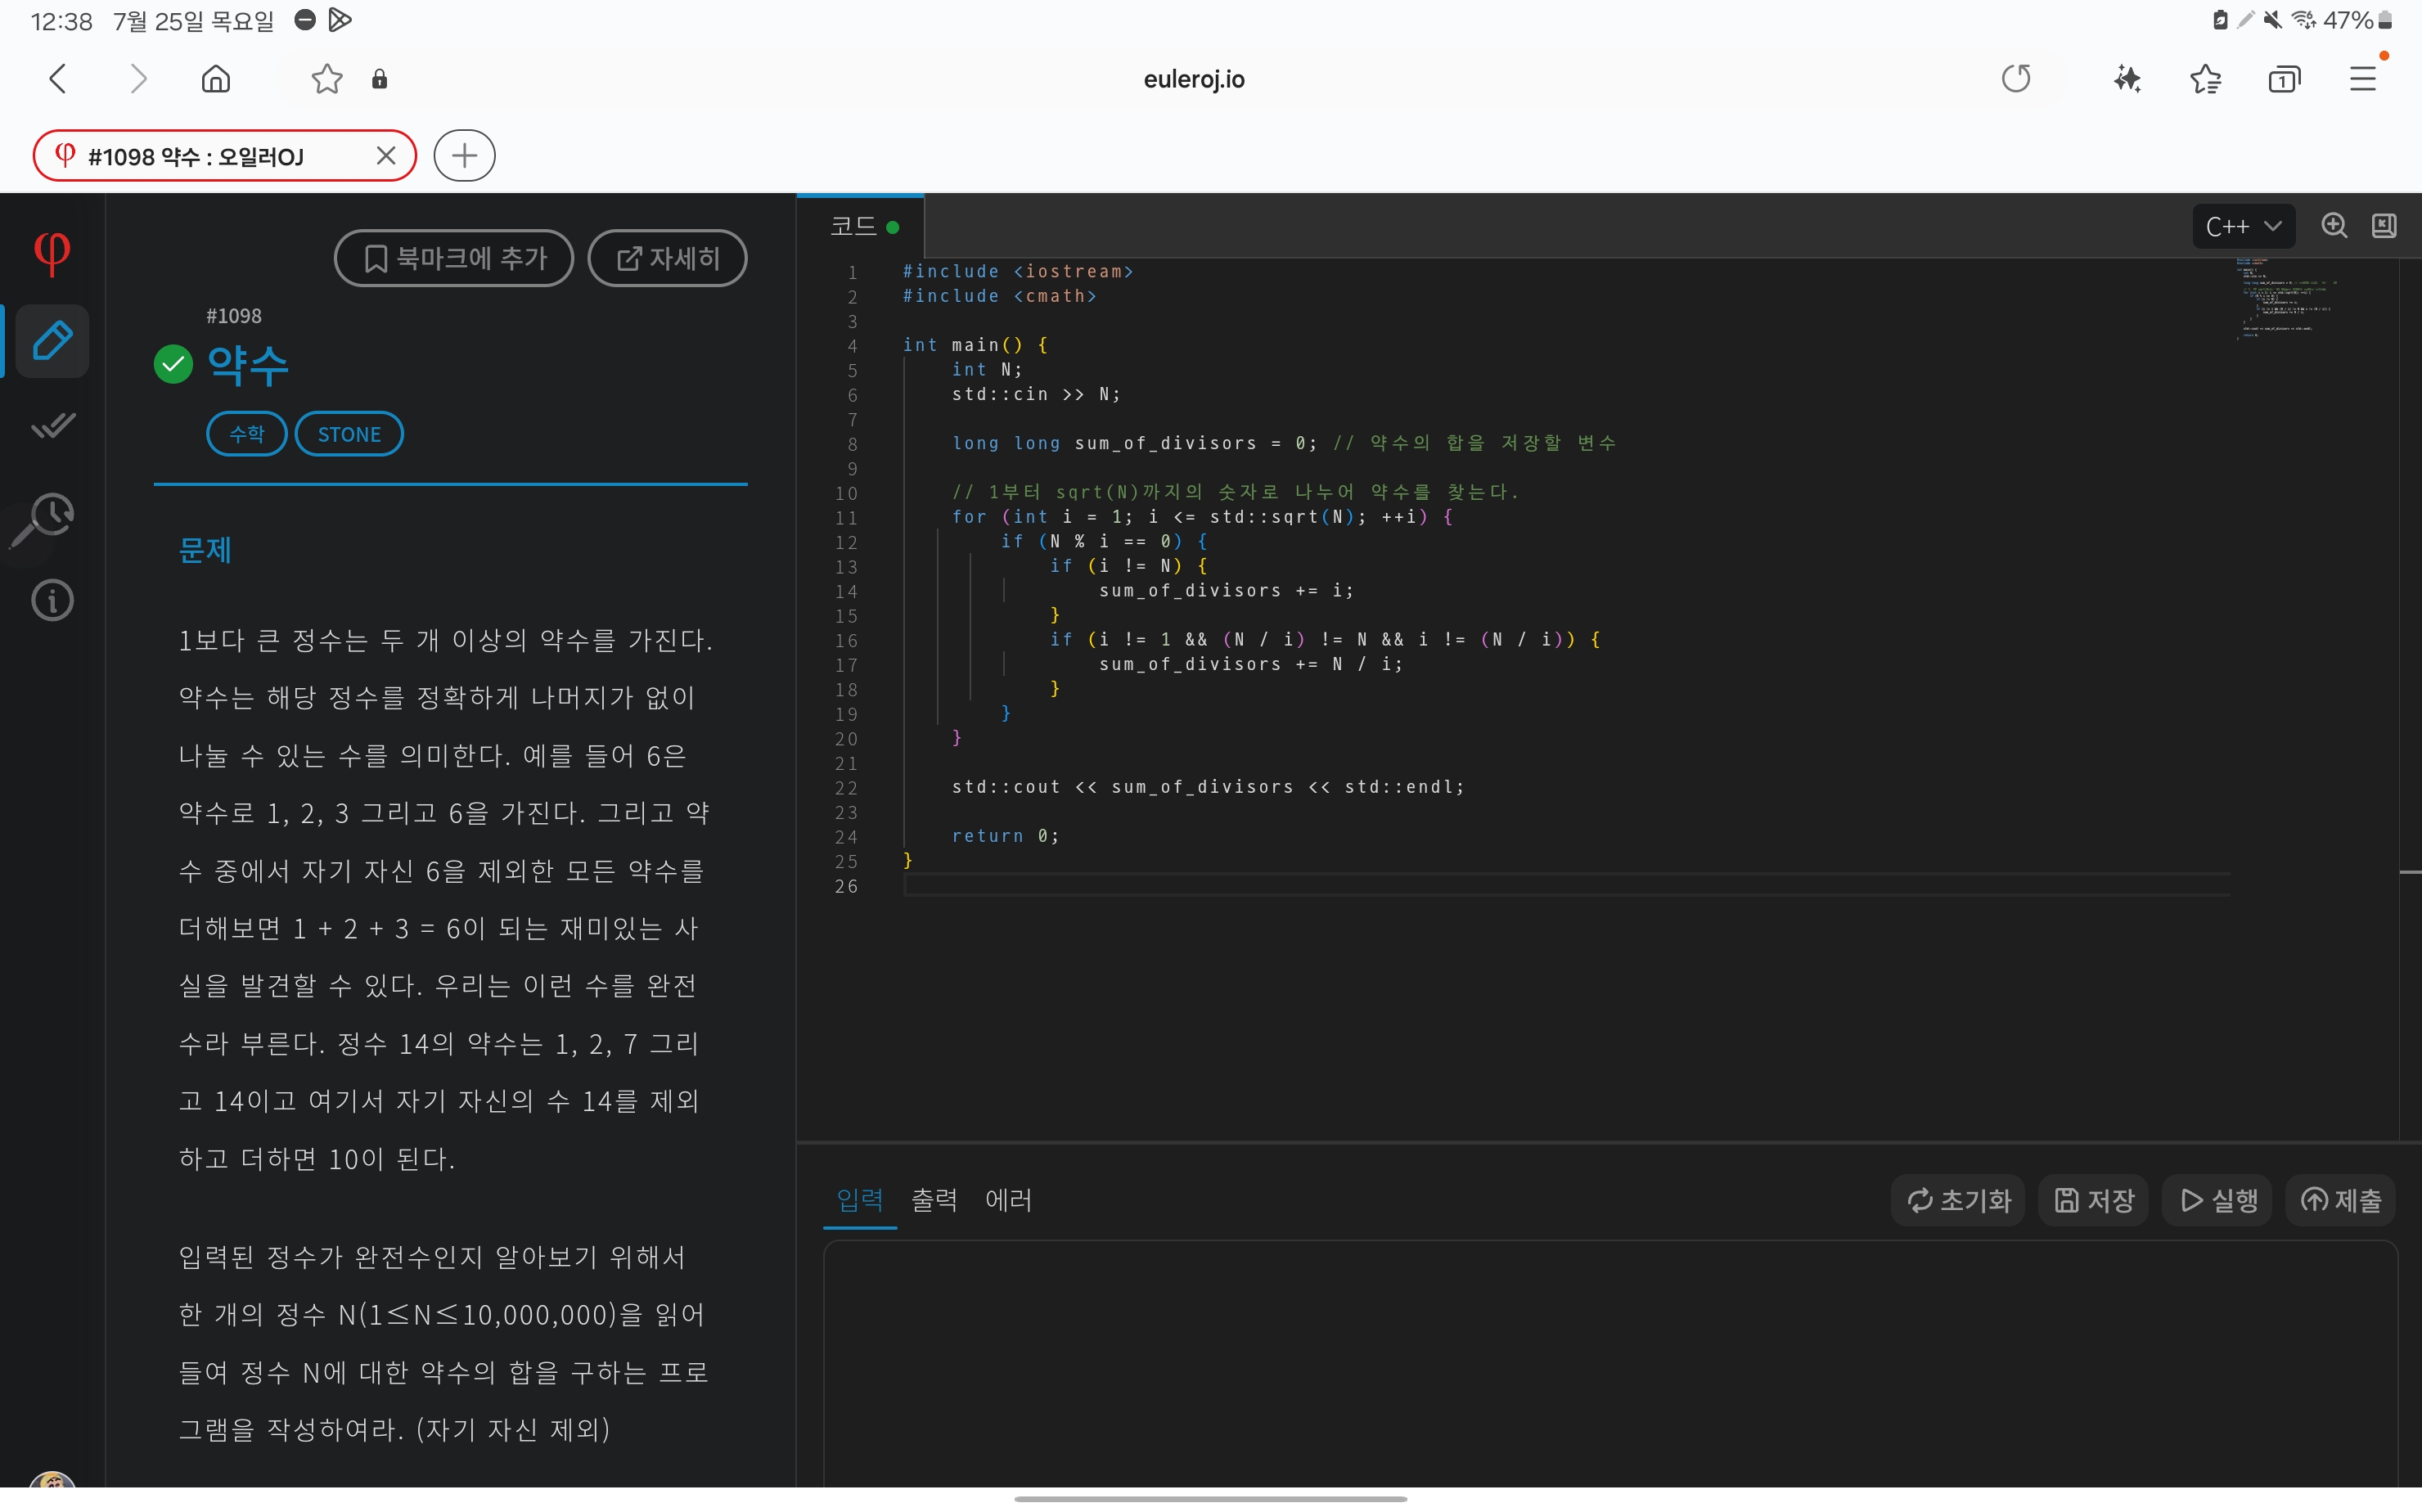 12:38 7월 25일 목요일
47%
euleroj.io
1
φ #1098 약수 : 오일러OJ
φ
북마크에 추가
자세히
#1098
약수
수학
STONE
문제
1보다 큰 정수는 두 개 이상의 약수를 가진다.
약수는 해당 정수를 정확하게 나머지가 없이
나눌 수 있는 수를 의미한다. 예를 들어 6은
약수로 1, 2, 3 그리고 6을 가진다. 그리고 약
수 중에서 자기 자신 6을 제외한 모든 약수를
더해보면 1 + 2 + 3 = 6이 되는 재미있는 사
실을 발견할 수 있다. 우리는 이런 수를 완전
수라 부른다. 정수 14의 약수는 1, 2, 7 그리
고 14이고 여기서 자기 자신의 수 14를 제외
하고 더하면 10이 된다.
입력된 정수가 완전수인지 알아보기 위해서
한 개의 정수 N(1≤N≤10,000,000)을 읽어
들여 정수 N에 대한 약수의 합을 구하는 프로
그램을 작성하여라. (자기 자신 제외)
코드
C++
1 #include <iostream>
2 #include <cmath>
3
4 int main() {
5 int N;
6 std::cin >> N;
7
8 long long sum_of_divisors = 0; // 약수의 합을 저장할 변수
9
10 // 1부터 sqrt(N)까지의 숫자로 나누어 약수를 찾는다.
11 for (int i = 1; i <= std::sqrt(N); ++i) {
12 if (N % i == 0) {
13 if (i != N) {
14 sum_of_divisors += i;
15 }
16 if (i != 1 && (N / i) != N && i != (N / i)) {
17 sum_of_divisors += N / i;
18 }
19 }
20 }
21
22 std::cout << sum_of_divisors << std::endl;
23
24 return 0;
25 }
26
입력 출력 에러
초기화
저장
실행
제출